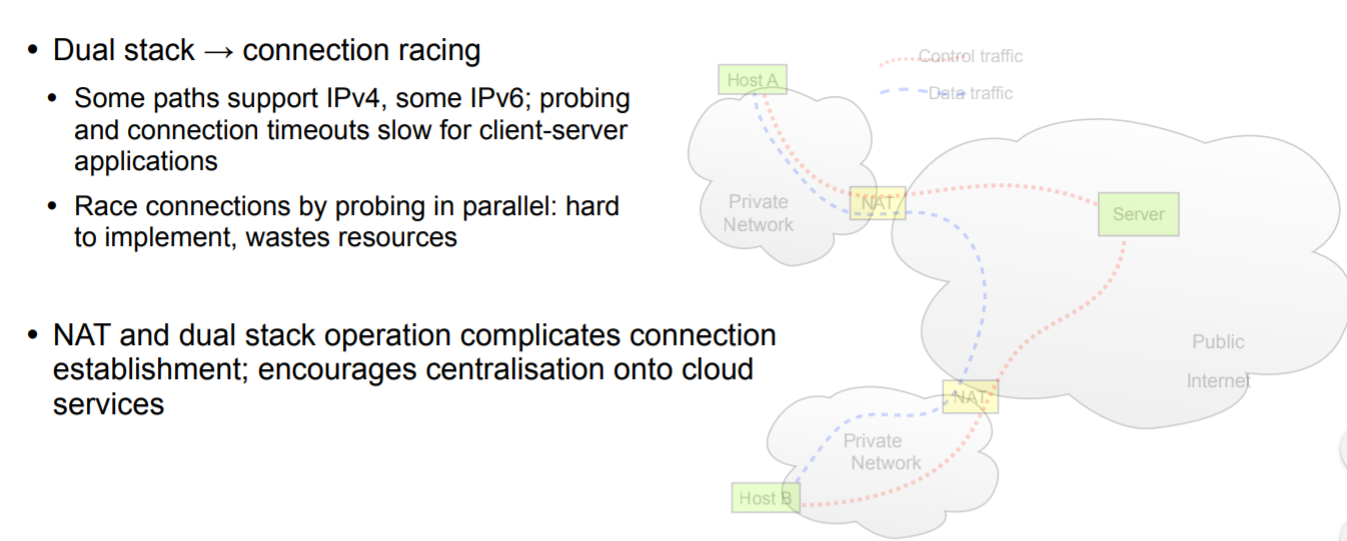 • Dual stack → connection racing
• Some paths support IPv4, some IPv6; probing
and connection timeouts slow for client-server
applications
• Race connections by probing in parallel: hard
to implement, wastes resources
• NAT and dual stack operation complicates connection
establishment; encourages centralisation onto cloud
services
Control traffic
Data traffic
Host A
Private
Network
NAT
Server
Public
Internet
NAT
Private
Network
Host B